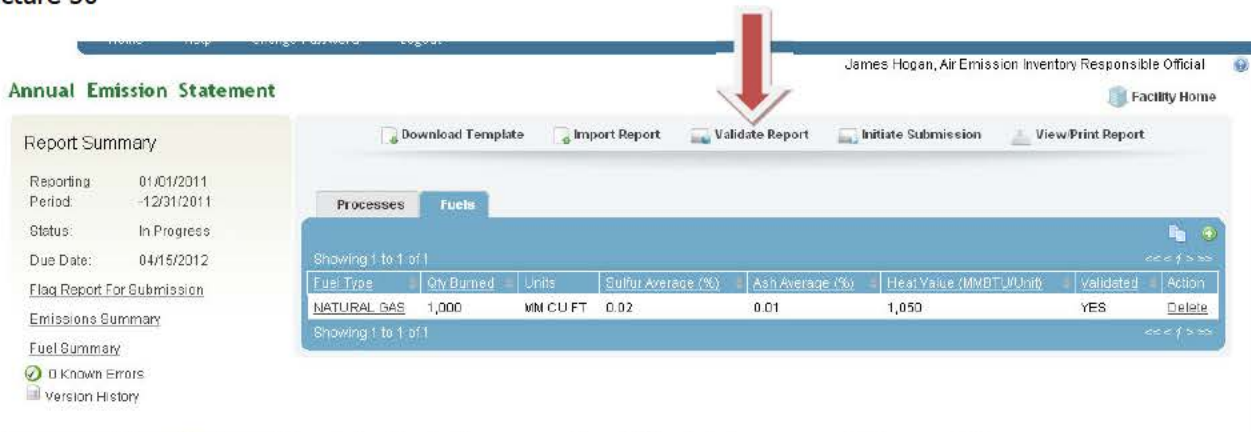 Annual Emission Statement
James Hogan, Air Emission Inventory Responsible Official
Facility Home
Report Summary
Reporting Period: 01/01/2011 -12/31/2011
Status: In Progress
Due Date: 04/15/2012
Flag Report For Submission
Emissions Summary
Fuel Summary
0 Known Errors
Version History
Download Template Import Report Validate Report Initiate Submission View/Print Report
Processes Fuels
Showing 1 to 1 of 1 <<< 1 > >>
Fuel Type Qty Burned Units Sulfur Average (%) Ash Average (%) Heat Value (MMBTU/Unit) Validated Action
NATURAL GAS 1,000 MM CU FT 0.02 0.01 1,050 YES Delete
Showing 1 to 1 of 1 <<< 1 > >>